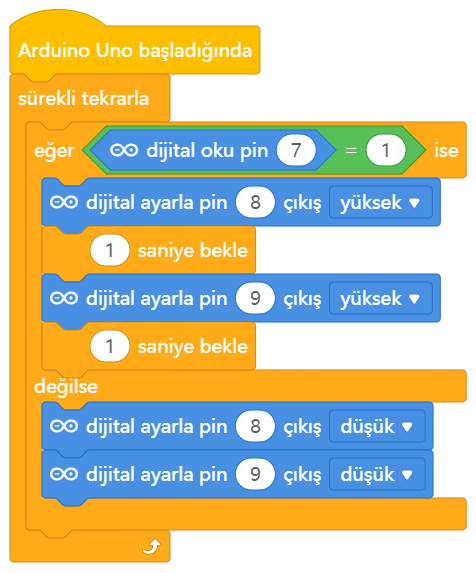 Arduino Uno başladığında
sürekli tekrarla
eğer dijital oku pin 7 = 1 ise
dijital ayarla pin 8 çıkış yüksek
1 saniye bekle
dijital ayarla pin 9 çıkış yüksek
1 saniye bekle
değilse
dijital ayarla pin 8 çıkış düşük
dijital ayarla pin 9 çıkış düşük